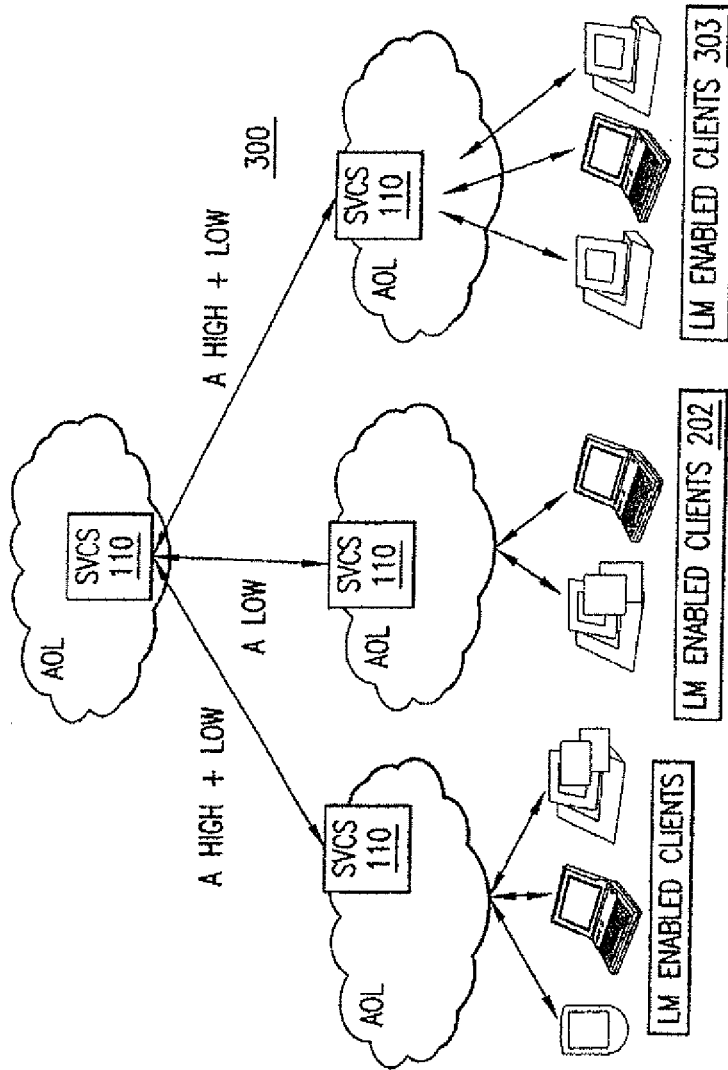 AOL
SVCS
110
300
A HIGH + LOW
A LOW
A HIGH + LOW
AOL
SVCS
110
AOL
SVCS
110
AOL
SVCS
110
LM ENABLED CLIENTS
LM ENABLED CLIENTS 202
LM ENABLED CLIENTS 303